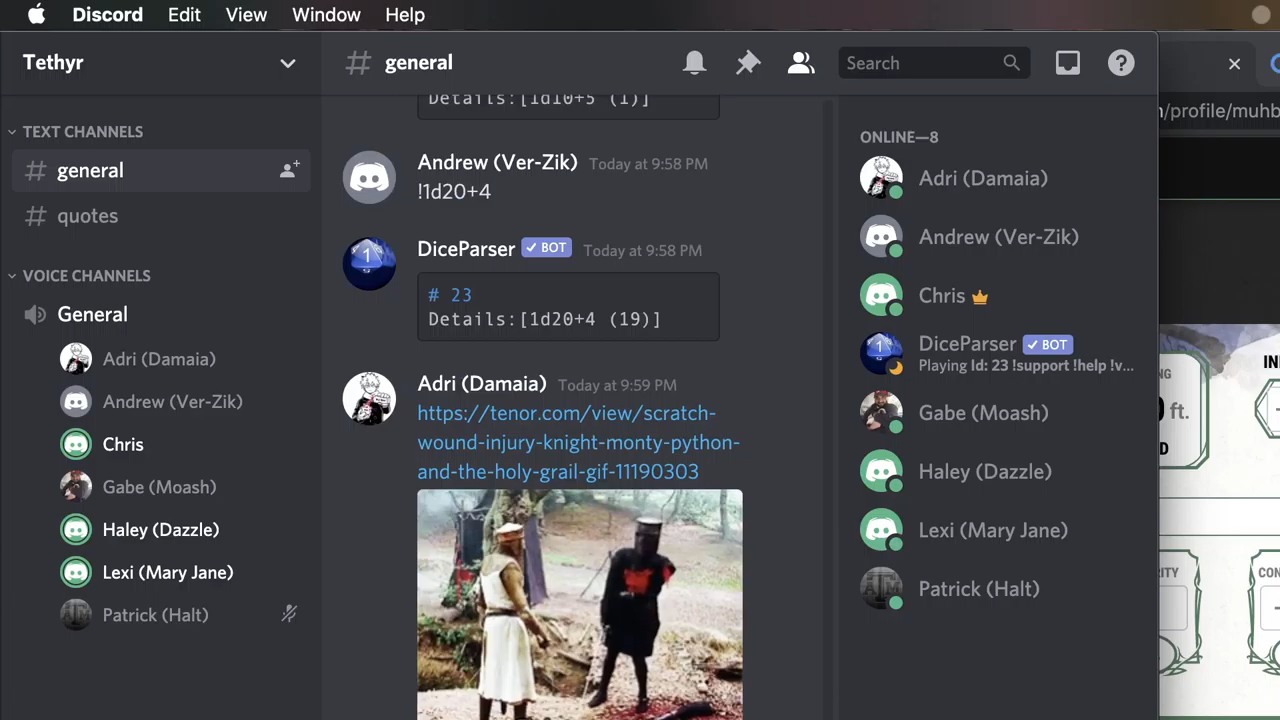 Discord Edit View Window Help
Tethyr
# general
Search
TEXT CHANNELS
# general
# quotes
VOICE CHANNELS
General
Adri (Damaia)
Andrew (Ver-Zik)
Chris
Gabe (Moash)
Haley (Dazzle)
Lexi (Mary Jane)
Patrick (Halt)
Details:[1d10+5 (1)]
Andrew (Ver-Zik) Today at 9:58 PM
!1d20+4
DiceParser BOT Today at 9:58 PM
# 23
Details:[1d20+4 (19)]
Adri (Damaia) Today at 9:59 PM
https://tenor.com/view/scratch-
wound-injury-knight-monty-python-
and-the-holy-grail-gif-11190303
ONLINE—8
Adri (Damaia)
Andrew (Ver-Zik)
Chris
DiceParser BOT
Playing Id: 23 !support !help !v...
Gabe (Moash)
Haley (Dazzle)
Lexi (Mary Jane)
Patrick (Halt)
/profile/muhb
ft.